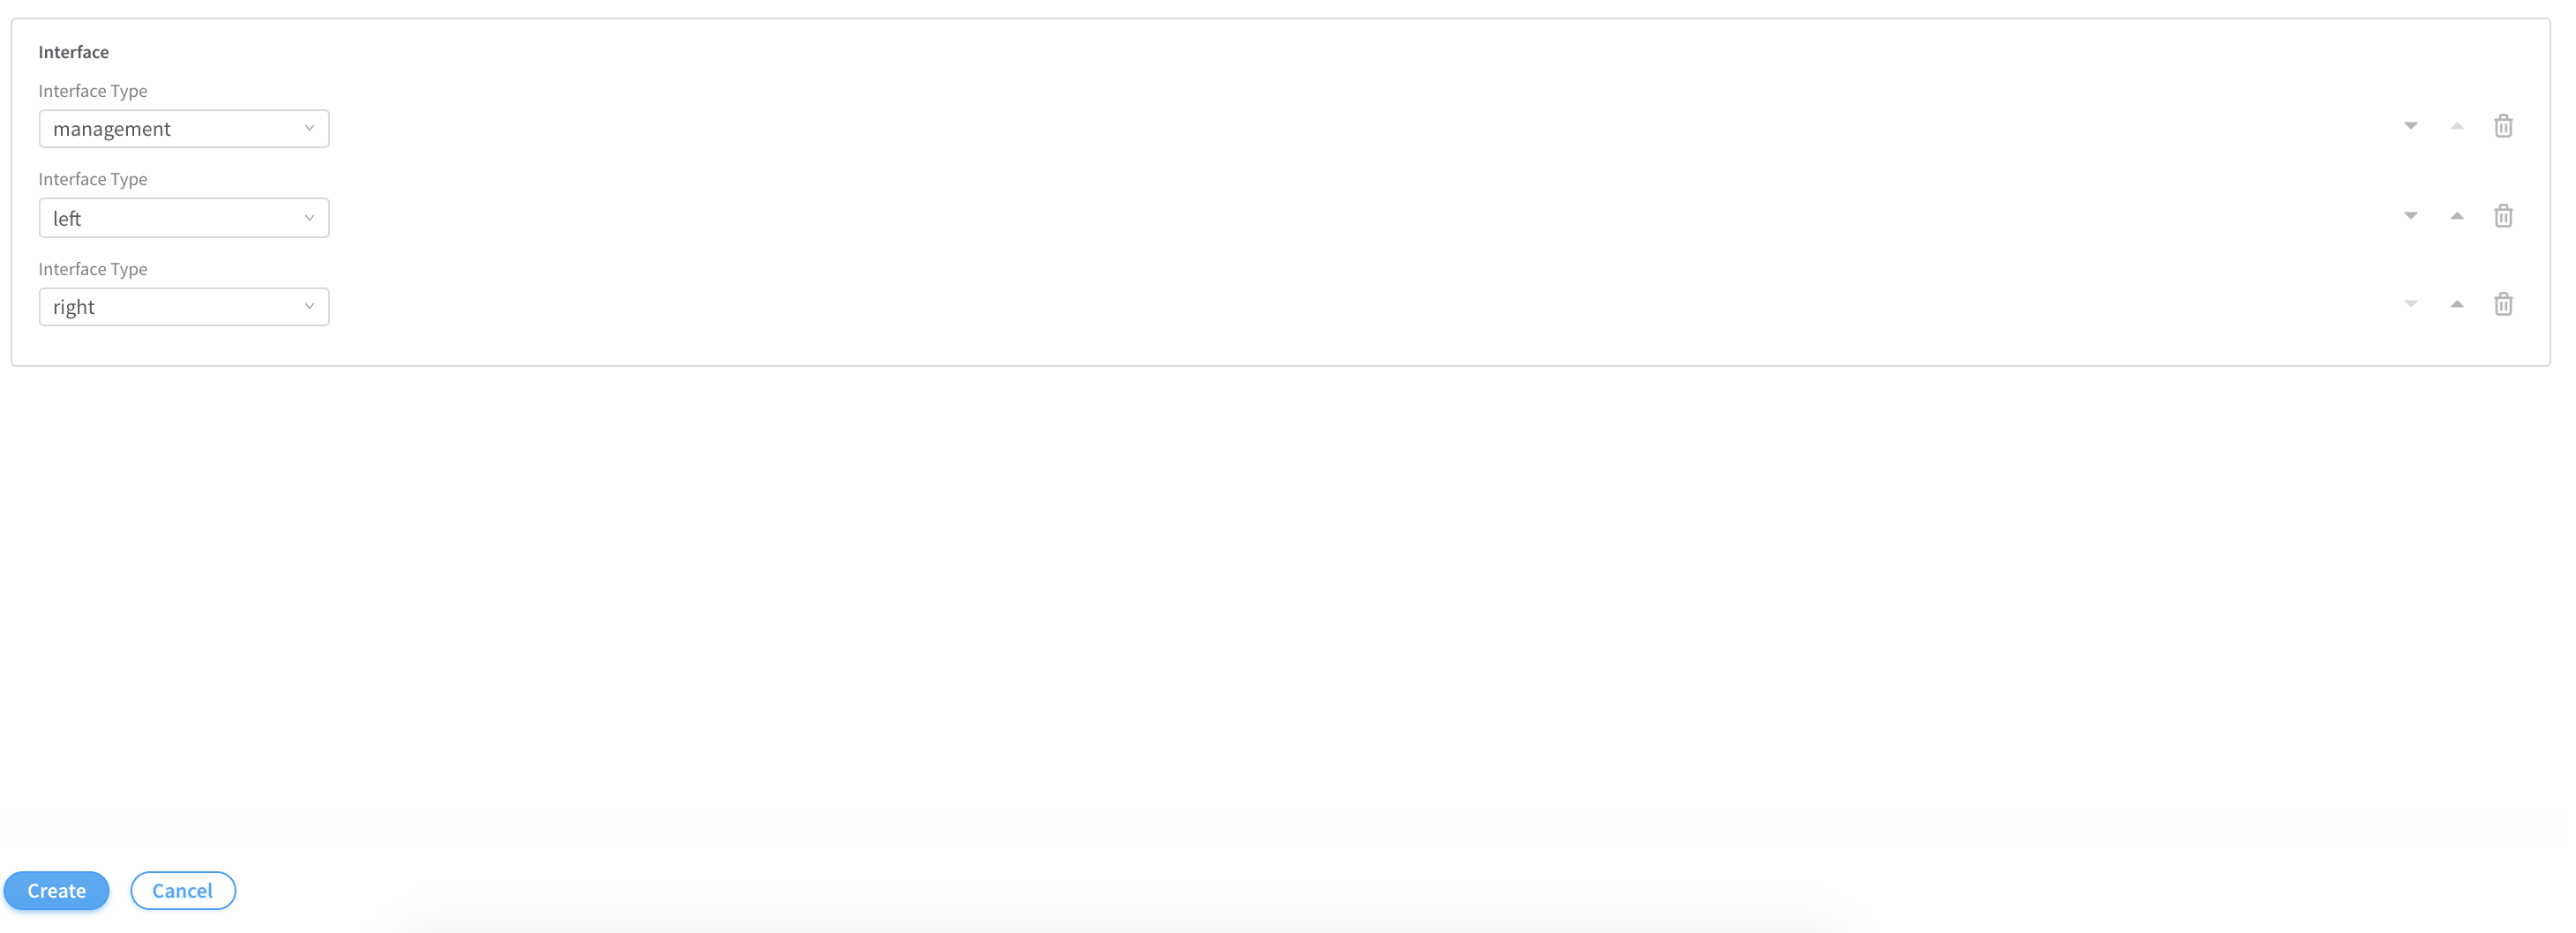 Interface
Interface Type
management
Interface Type
left
Interface Type
right
Create Cancel